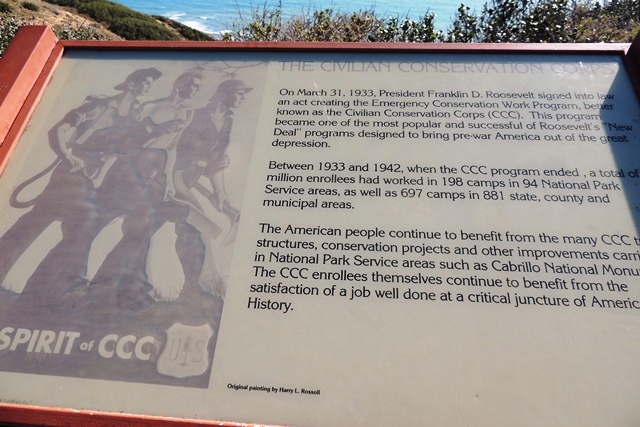 THE CIVILIAN CONSERVATION CORPS
On March 31, 1933, President Franklin D. Roosevelt signed into law
an act creating the Emergency Conservation Work Program, better
known as the Civilian Conservation Corps (CCC). This program
became one of the most popular and successful of Roosevelt's "New
Deal" programs designed to bring pre-war America out of the great
depression.
Between 1933 and 1942, when the CCC program ended , a total of
million enrollees had worked in 198 camps in 94 National Park
Service areas, as well as 697 camps in 881 state, county and
municipal areas.
The American people continue to benefit from the many CCC
structures, conservation projects and other improvements carri
in National Park Service areas such as Cabrillo National Monu
The CCC enrollees themselves continue to benefit from the
satisfaction of a job well done at a critical juncture of Americ
History.
SPIRIT of CCC
US
Original painting by Harry L. Rossoll